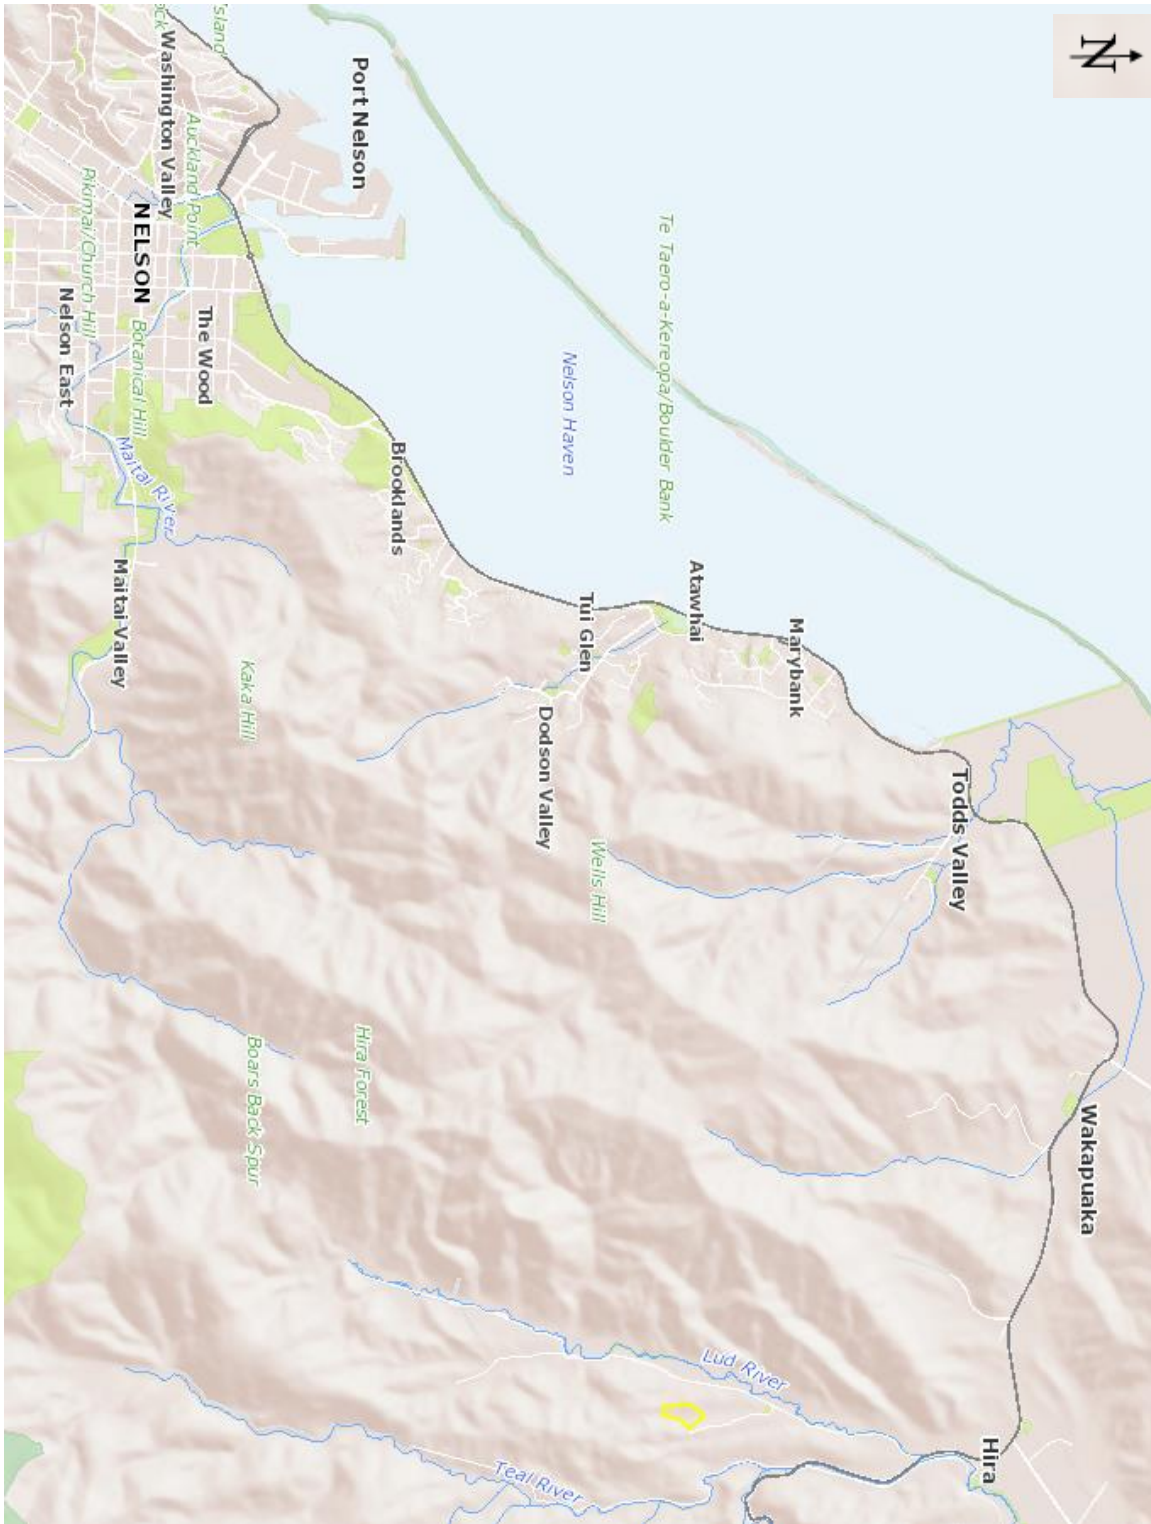 N
Wakapuaka
Hira
Todds Valley
Marybank
Lud River
Atawhai
Te Taero-a-Kereopa/Boulder Bank
Wells Hill
Tui Glen
Nelson Haven
Dodson Valley
Teal River
Brooklands
Port Nelson
Hira Forest
Boars Back Spur
Kaka Hill
sland
The Wood
Auckland Point
Washington Valley
ock
Maitai River
NELSON
Botanical Hill
Maitai Valley
Pikimai/Church Hill
Nelson East